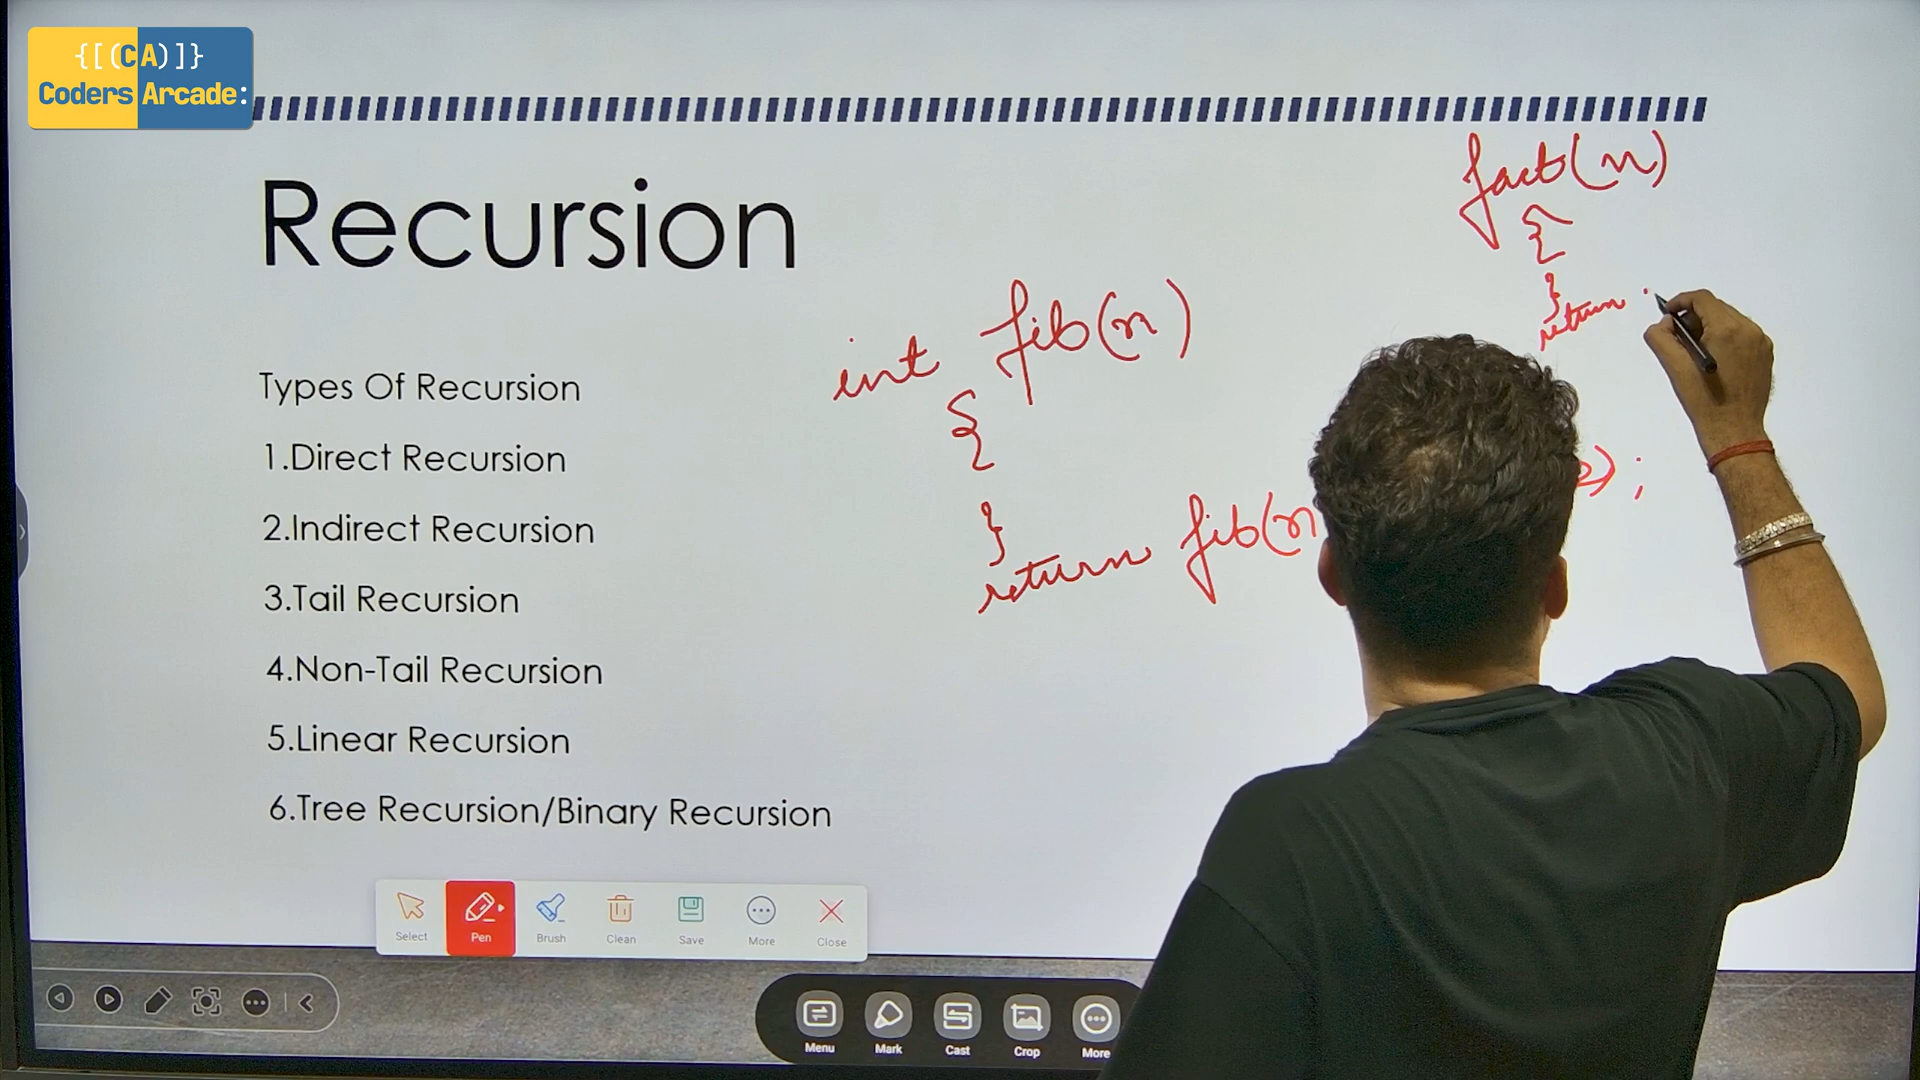 {[(CA)]}
Coders Arcade:
Recursion
Types Of Recursion
1.Direct Recursion
2.Indirect Recursion
3.Tail Recursion
4.Non-Tail Recursion
5.Linear Recursion
6.Tree Recursion/Binary Recursion
int fib(n)
{
}
return fib(n 2);
fact(n)
{
}
return
Select
Pen
Brush
Clean
Save
More
Close
Menu
Mark
Cast
Crop
More